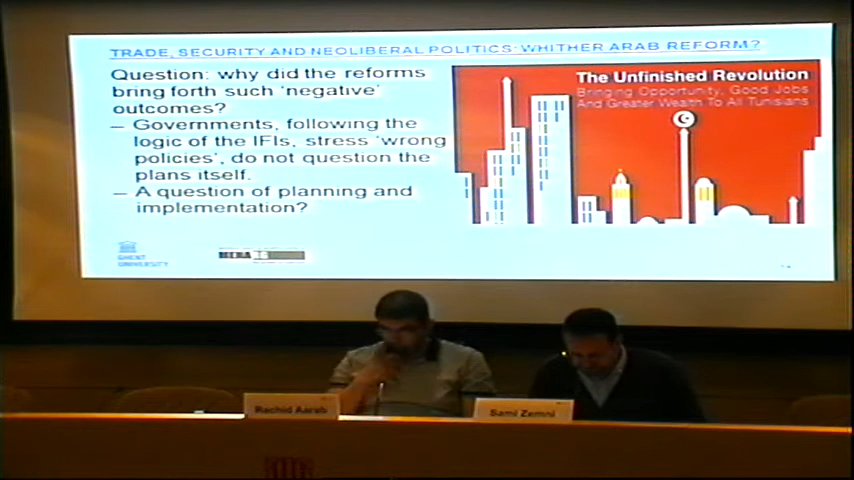 TRADE, SECURITY AND NEOLIBERAL POLITICS: WHITHER ARAB REFORM?
Question: why did the reforms
bring forth such ‘negative’
outcomes?
– Governments, following the
logic of the IFIs, stress ‘wrong
policies’, do not question the
plans itself.
– A question of planning and
implementation?
The Unfinished Revolution
Bringing Opportunity, Good Jobs
And Greater Wealth To All Tunisians
GHENT
UNIVERSITY
Rachid Aarab
Sami Zemni